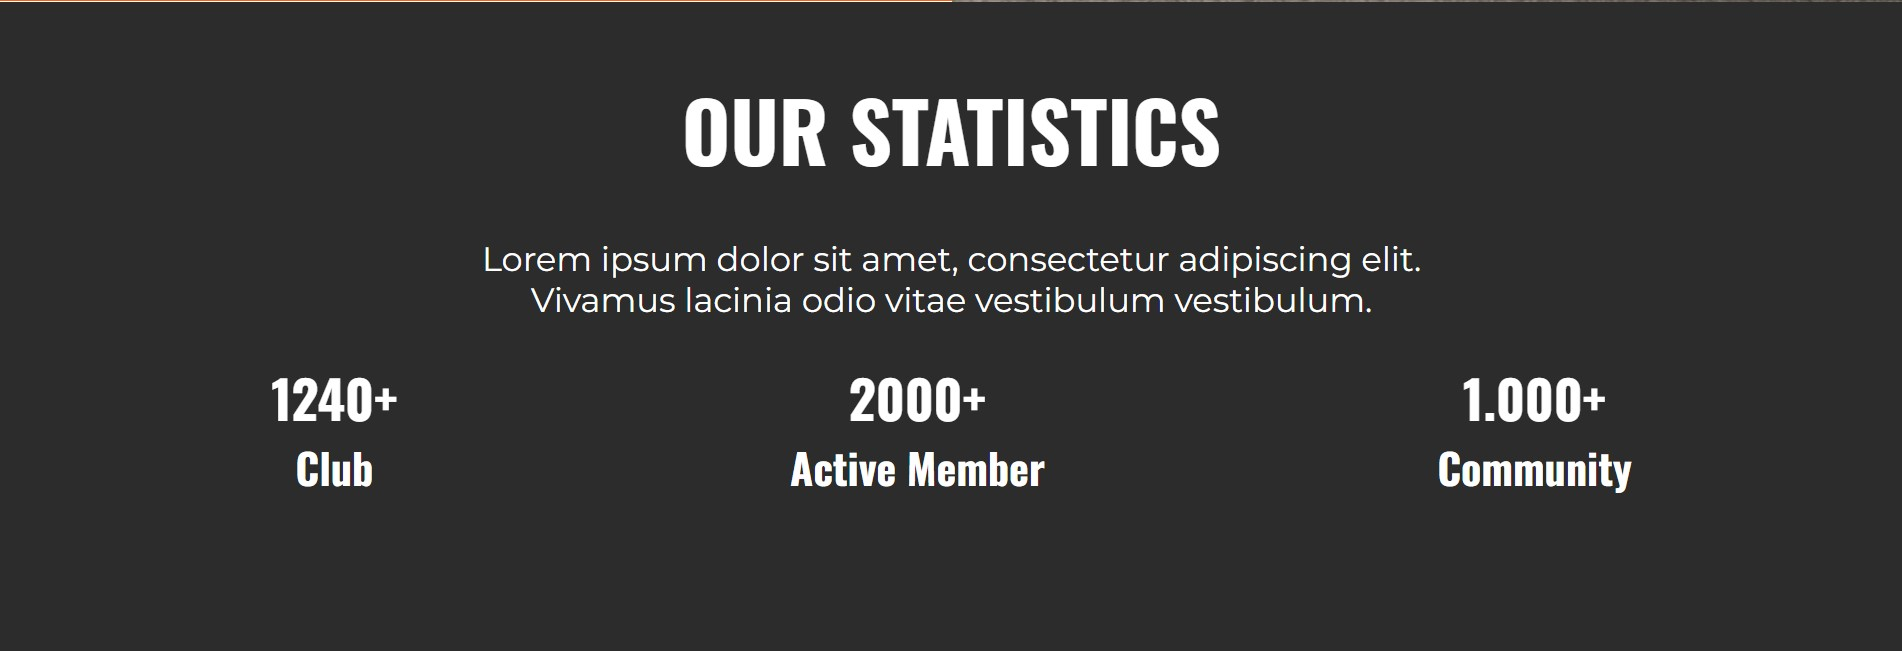 OUR STATISTICS
Lorem ipsum dolor sit amet, consectetur adipiscing elit.
Vivamus lacinia odio vitae vestibulum vestibulum.
1240+
Club
2000+
Active Member
1.000+
Community